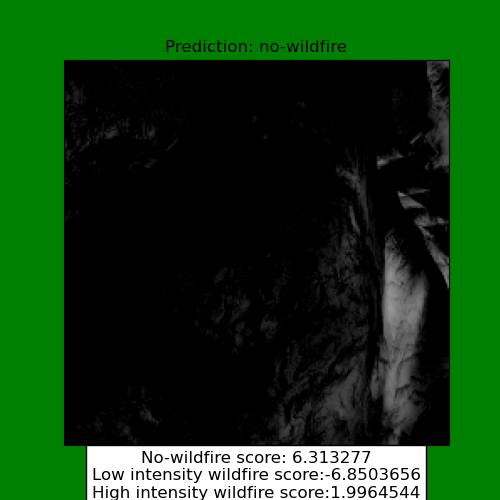 Prediction: no-wildfire
No-wildfire score: 6.313277
Low intensity wildfire score:-6.8503656
High intensity wildfire score:1.9964544